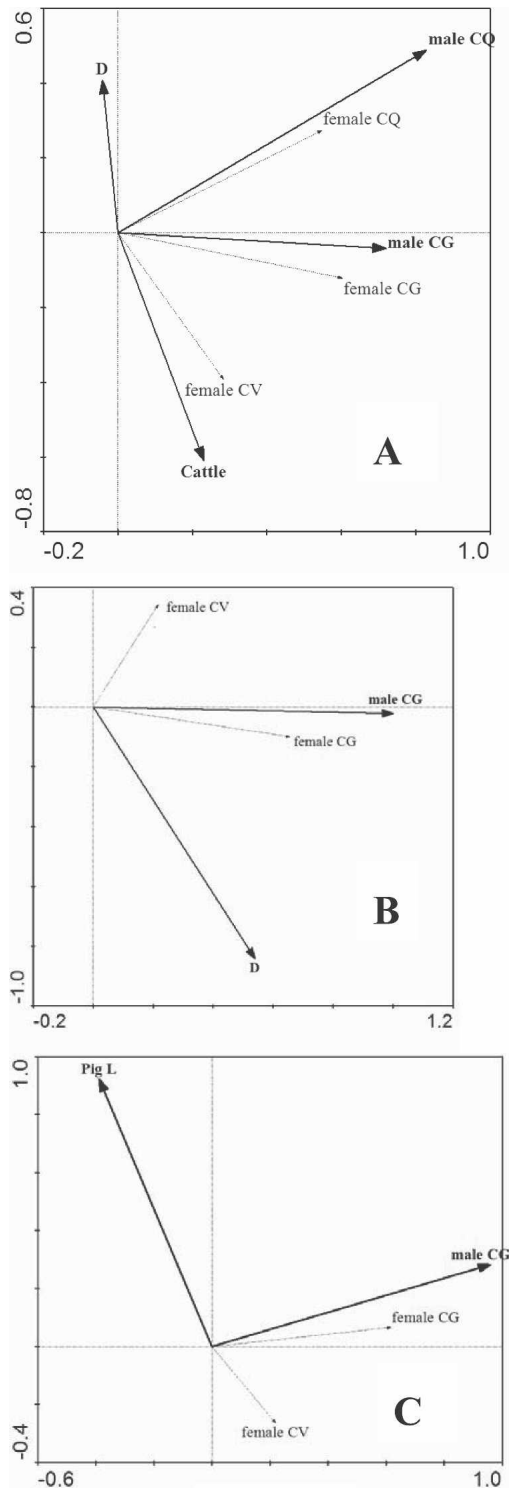 0.6
male CQ
D
female CQ
male CG
female CG
female CV
Cattle
A
-0.8
-0.2
1.0
0.4
female CV
male CG
female CG
B
D
-1.0
-0.2
1.2
1.0
Pig L
male CG
female CG
female CV
C
-0.4
-0.6
1.0